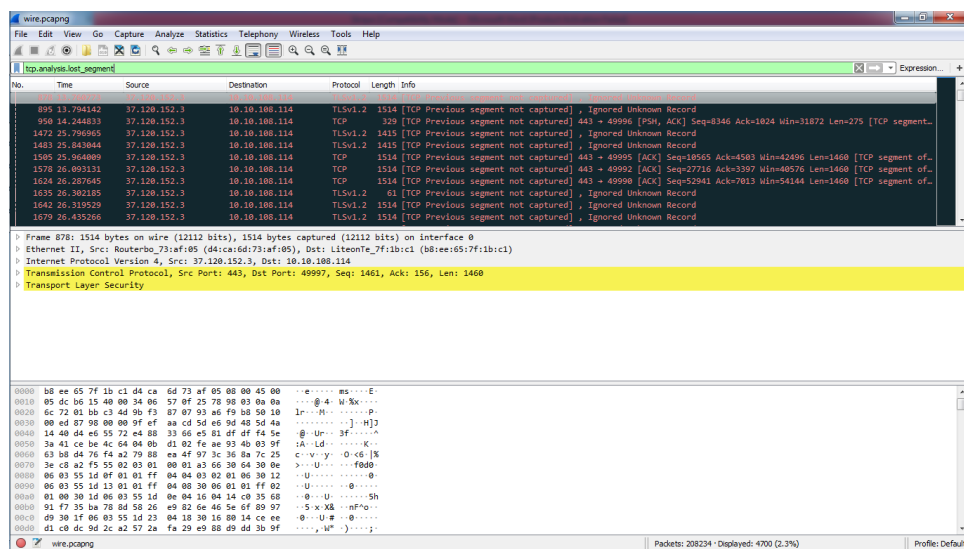 wire.pcapng
File Edit View Go Capture Analyze Statistics Telephony Wireless Tools Help
tcp.analysis.lost_segment Expression... +
No. Time Source Destination Protocol Length Info
895 13.794142 37.120.152.3 10.10.108.114 TLSv1.2 1514 [TCP Previous segment not captured] , Ignored Unknown Record
950 14.244833 37.120.152.3 10.10.108.114 TCP 329 [TCP Previous segment not captured] 443 → 49996 [PSH, ACK] Seq=8346 Ack=1024 Win=31872 Len=275 [TCP segment…
1472 25.796965 37.120.152.3 10.10.108.114 TLSv1.2 1415 [TCP Previous segment not captured] , Ignored Unknown Record
1483 25.843044 37.120.152.3 10.10.108.114 TLSv1.2 1415 [TCP Previous segment not captured] , Ignored Unknown Record
1505 25.964009 37.120.152.3 10.10.108.114 TCP 1514 [TCP Previous segment not captured] 443 → 49995 [ACK] Seq=10565 Ack=4503 Win=42496 Len=1460 [TCP segment of…
1578 26.093131 37.120.152.3 10.10.108.114 TCP 1514 [TCP Previous segment not captured] 443 → 49992 [ACK] Seq=27716 Ack=3397 Win=40576 Len=1460 [TCP segment of…
1624 26.287645 37.120.152.3 10.10.108.114 TCP 1514 [TCP Previous segment not captured] 443 → 49990 [ACK] Seq=52941 Ack=7013 Win=54144 Len=1460 [TCP segment of…
1635 26.302185 37.120.152.3 10.10.108.114 TLSv1.2 61 [TCP Previous segment not captured] , Ignored Unknown Record
1642 26.319529 37.120.152.3 10.10.108.114 TLSv1.2 1514 [TCP Previous segment not captured] , Ignored Unknown Record
1679 26.435266 37.120.152.3 10.10.108.114 TLSv1.2 1514 [TCP Previous segment not captured] , Ignored Unknown Record
Frame 878: 1514 bytes on wire (12112 bits), 1514 bytes captured (12112 bits) on interface 0
Ethernet II, Src: Routerbo_73:af:05 (d4:ca:6d:73:af:05), Dst: LiteonTe_7f:1b:c1 (b8:ee:65:7f:1b:c1)
Internet Protocol Version 4, Src: 37.120.152.3, Dst: 10.10.108.114
Transmission Control Protocol, Src Port: 443, Dst Port: 49997, Seq: 1461, Ack: 156, Len: 1460
Transport Layer Security
0000 b8 ee 65 7f 1b c1 d4 ca 6d 73 af 05 08 00 45 00 ··e····· ms····E·
0010 05 dc b6 15 40 00 34 06 57 0f 25 78 98 03 0a 0a ····@·4· W·%x····
0020 6c 72 01 bb c3 4d 9b f3 87 07 93 a6 f9 b8 50 10 lr···M·· ······P·
0030 00 ed 87 98 00 00 9f ef aa cd 5d e6 9d 48 5d 4a ········ ··]··H]J
0040 14 40 d4 e6 55 72 e4 88 33 66 e5 81 df df f4 5e ·@··Ur·· 3f·····^
0050 3a 41 ce be 4c 64 04 0b d1 02 fe ae 93 4b 03 9f :A··Ld·· ·····K··
0060 63 b8 d4 76 f4 a2 79 88 ea 4f 97 3c 36 8a 7c 25 c··v··y· ·O·<6·|%
0070 3e c8 a2 f5 55 02 03 01 00 01 a3 66 30 64 30 0e >···U··· ···f0d0·
0080 06 03 55 1d 0f 01 01 ff 04 04 03 02 01 06 30 12 ··U····· ······0·
0090 06 03 55 1d 13 01 01 ff 04 08 30 06 01 01 ff 02 ··U····· ··0·····
00a0 01 00 30 1d 06 03 55 1d 0e 04 16 04 14 c0 35 68 ··0···U· ······5h
00b0 91 f7 35 ba 78 8d 58 26 e9 82 6e 46 5e 6f 89 97 ··5·x·X& ··nF^o··
00c0 d9 30 1f 06 03 55 1d 23 04 18 30 16 80 14 ce ee ·0···U·# ··0·····
00d0 d1 c0 dc 9d 2c a2 57 2a fa 29 e9 88 d9 dd 3b 9f ····,·W* ·)····;·
wire.pcapng Packets: 208234 · Displayed: 4700 (2.3%) Profile: Default